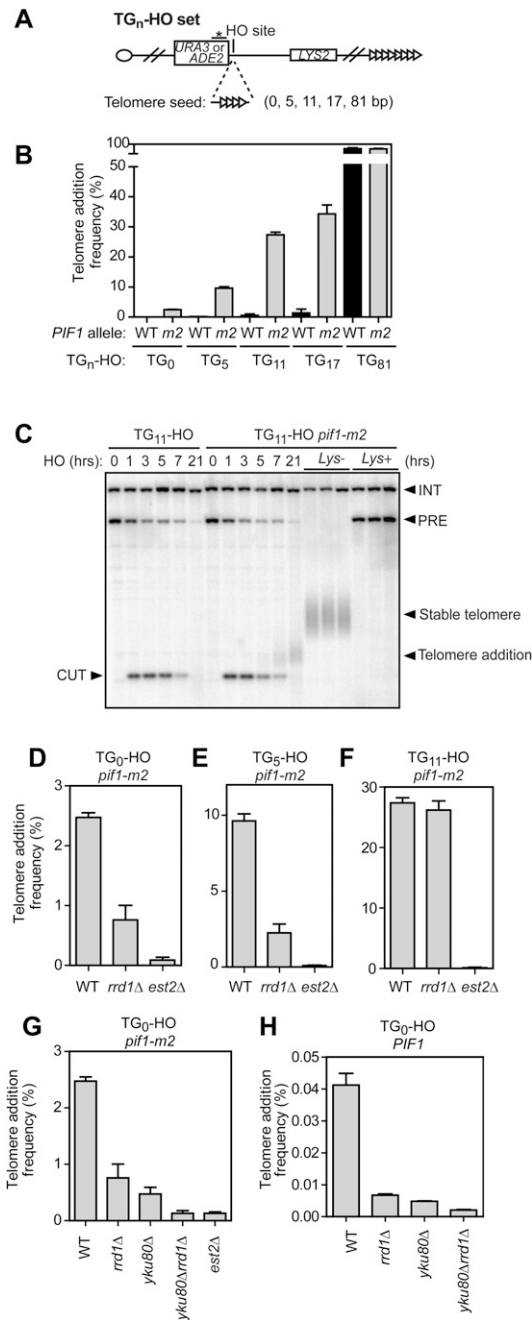 A
TGn-HO set
* HO site
URA3 or
ADE2
LYS2
Telomere seed: (0, 5, 11, 17, 81 bp)
B
Telomere addition
frequency (%)
100
50
40
30
20
10
0
PIF1 allele: WT m2 WT m2 WT m2 WT m2 WT m2
TGn-HO: TG0 TG5 TG11 TG17 TG81
C
TG11-HO TG11-HO pif1-m2
HO (hrs): 0 1 3 5 7 21 0 1 3 5 7 21 Lys- Lys+ (hrs)
INT
PRE
Stable telomere
Telomere addition
CUT
D
TG0-HO
pif1-m2
Telomere addition
frequency (%)
3
2
1
0
WT rrd1Δ est2Δ
E
TG5-HO
pif1-m2
10
5
0
WT rrd1Δ est2Δ
F
TG11-HO
pif1-m2
30
20
10
0
WT rrd1Δ est2Δ
G
TG0-HO
pif1-m2
Telomere addition
frequency (%)
3
2
1
0
WT rrd1Δ yku80Δ yku80Δrrd1Δ est2Δ
H
TG0-HO
PIF1
Telomere addition
frequency (%)
0.05
0.04
0.03
0.02
0.01
0.00
WT rrd1Δ yku80Δ yku80Δrrd1Δ